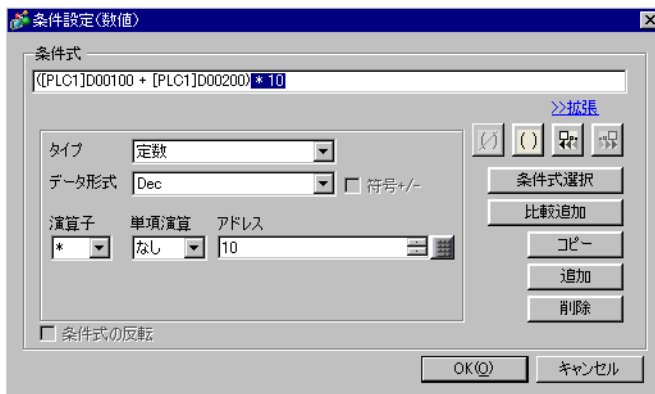 条件設定(数値)
条件式
([PLC1]D00100 + [PLC1]D00200) * 10
>>拡張
タイプ 定数
データ形式 Dec 符号+/-
条件式選択
比較追加
演算子 単項演算 アドレス
* なし 10
コピー
追加
削除
条件式の反転
OK(O) キャンセル